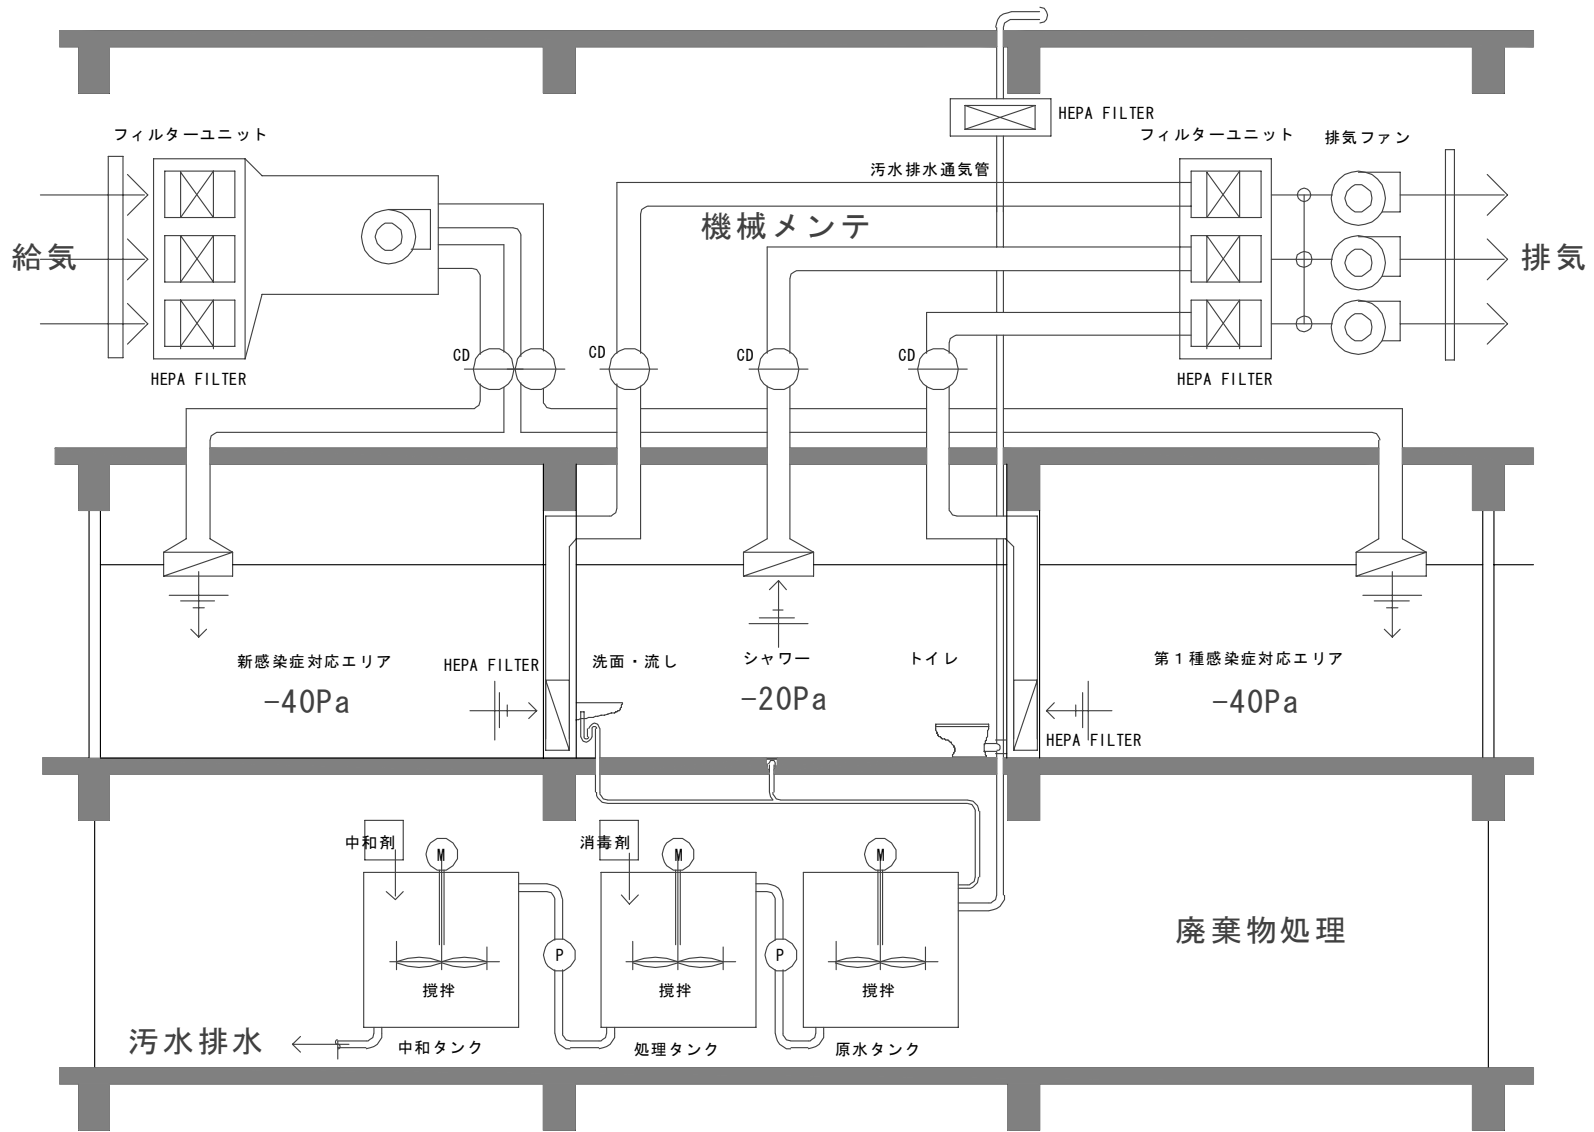 HEPA FILTER
フィルターユニット
フィルターユニット
排気ファン
汚水排水通気管
機械メンテ
給気
排気
CD
CD
CD
CD
HEPA FILTER
HEPA FILTER
新感染症対応エリア
-40Pa
HEPA FILTER
洗面・流し
シャワー
-20Pa
トイレ
第１種感染症対応エリア
-40Pa
HEPA FILTER
中和剤
M
消毒剤
M
M
P
P
廃棄物処理
撹拌
撹拌
撹拌
汚水排水
中和タンク
処理タンク
原水タンク